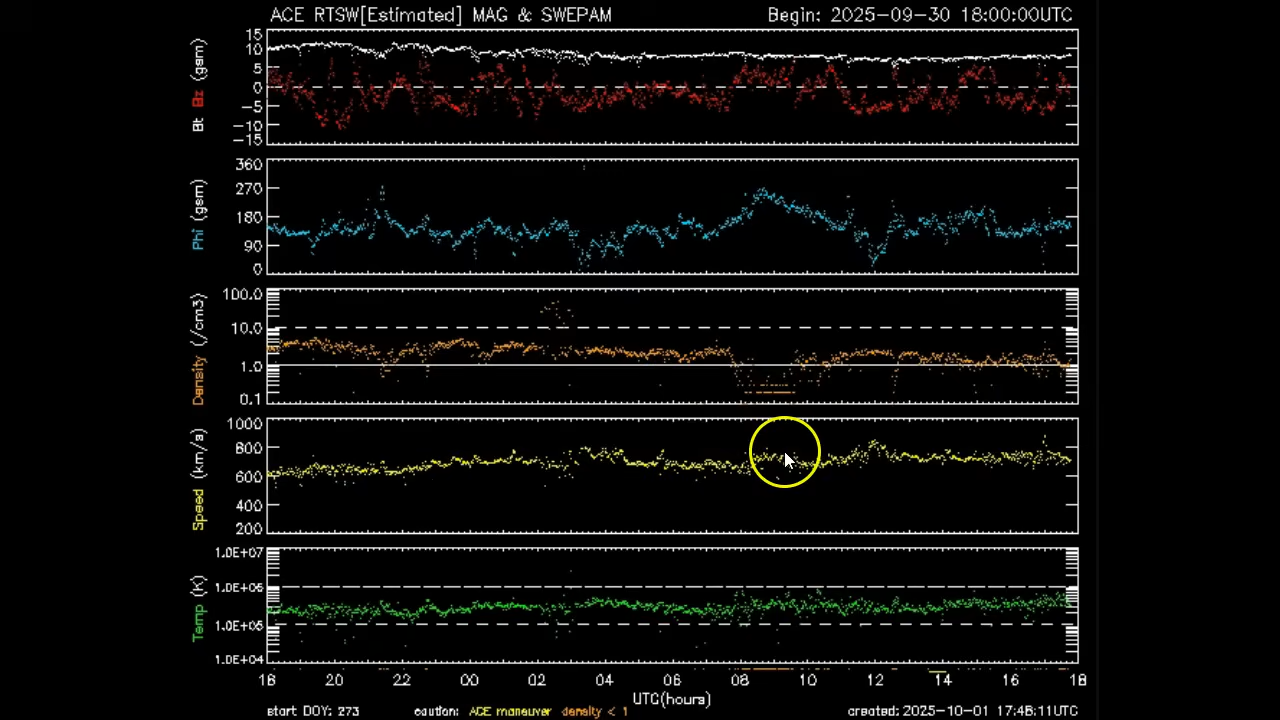 ACE RTSW[Estimated] MAG & SWEPAM
Begin: 2025-09-30 18:00:00UTC
Bt Bz (gsm)
15
10
5
0
-5
-10
-15
Phi (gsm)
360
270
180
90
0
Density (/cm3)
100.0
10.0
1.0
0.1
Speed (km/s)
1000
800
600
400
200
Temp (K)
1.0E+07
1.0E+06
1.0E+05
1.0E+04
18 20 22 00 02 04 06 08 10 12 14 16 18
UTC(hours)
start DOY: 273
caution: ACE maneuver density < 1
created: 2025-10-01 17:46:11UTC